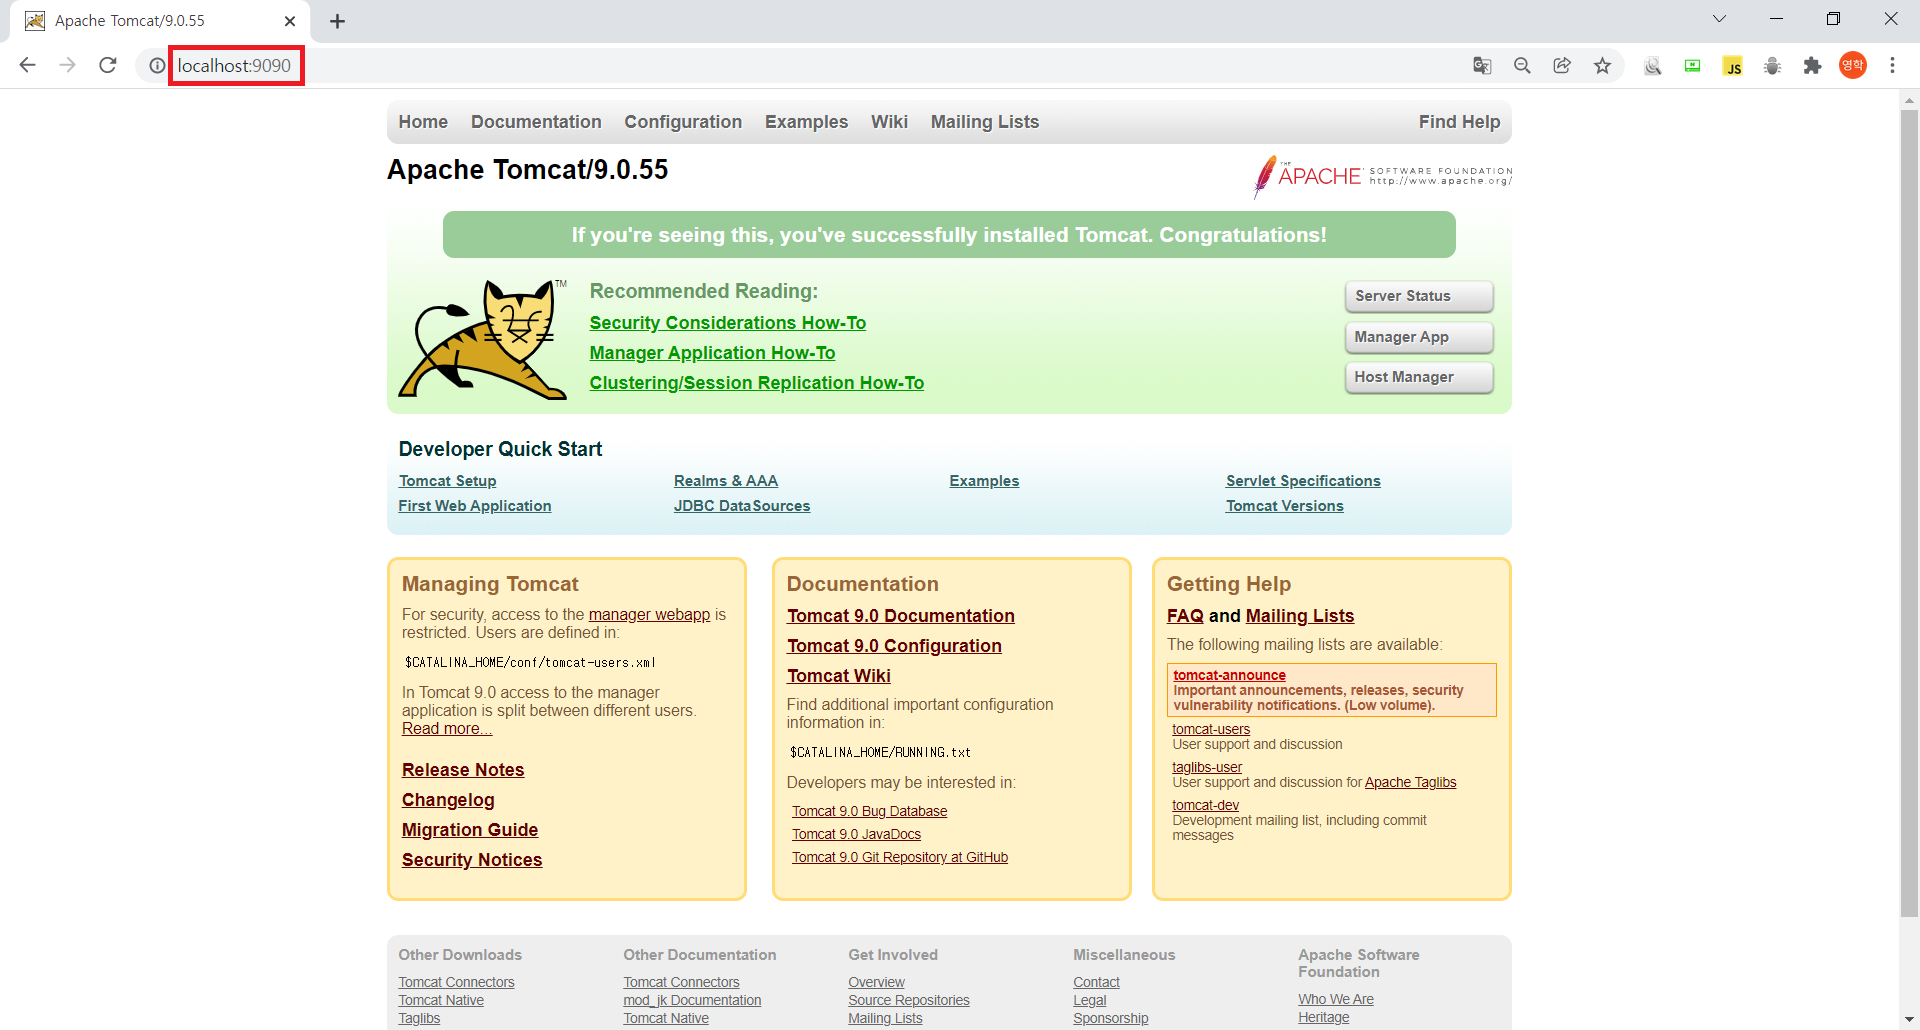 Apache Tomcat/9.0.55
localhost:9090
JS
영학
Home Documentation Configuration Examples Wiki Mailing Lists Find Help
Apache Tomcat/9.0.55
THE
APACHE SOFTWARE FOUNDATION
http://www.apache.org/
If you're seeing this, you've successfully installed Tomcat. Congratulations!
TM
Recommended Reading:
Security Considerations How-To
Manager Application How-To
Clustering/Session Replication How-To
Server Status
Manager App
Host Manager
Developer Quick Start
Tomcat Setup
First Web Application
Realms & AAA
JDBC DataSources
Examples
Servlet Specifications
Tomcat Versions
Managing Tomcat
For security, access to the manager webapp is
restricted. Users are defined in:
$CATALINA_HOME/conf/tomcat-users.xml
In Tomcat 9.0 access to the manager
application is split between different users.
Read more...
Release Notes
Changelog
Migration Guide
Security Notices
Documentation
Tomcat 9.0 Documentation
Tomcat 9.0 Configuration
Tomcat Wiki
Find additional important configuration
information in:
$CATALINA_HOME/RUNNING.txt
Developers may be interested in:
Tomcat 9.0 Bug Database
Tomcat 9.0 JavaDocs
Tomcat 9.0 Git Repository at GitHub
Getting Help
FAQ and Mailing Lists
The following mailing lists are available:
tomcat-announce
Important announcements, releases, security
vulnerability notifications. (Low volume).
tomcat-users
User support and discussion
taglibs-user
User support and discussion for Apache Taglibs
tomcat-dev
Development mailing list, including commit
messages
Other Downloads
Tomcat Connectors
Tomcat Native
Taglibs
Other Documentation
Tomcat Connectors
mod_jk Documentation
Tomcat Native
Get Involved
Overview
Source Repositories
Mailing Lists
Miscellaneous
Contact
Legal
Sponsorship
Apache Software
Foundation
Who We Are
Heritage